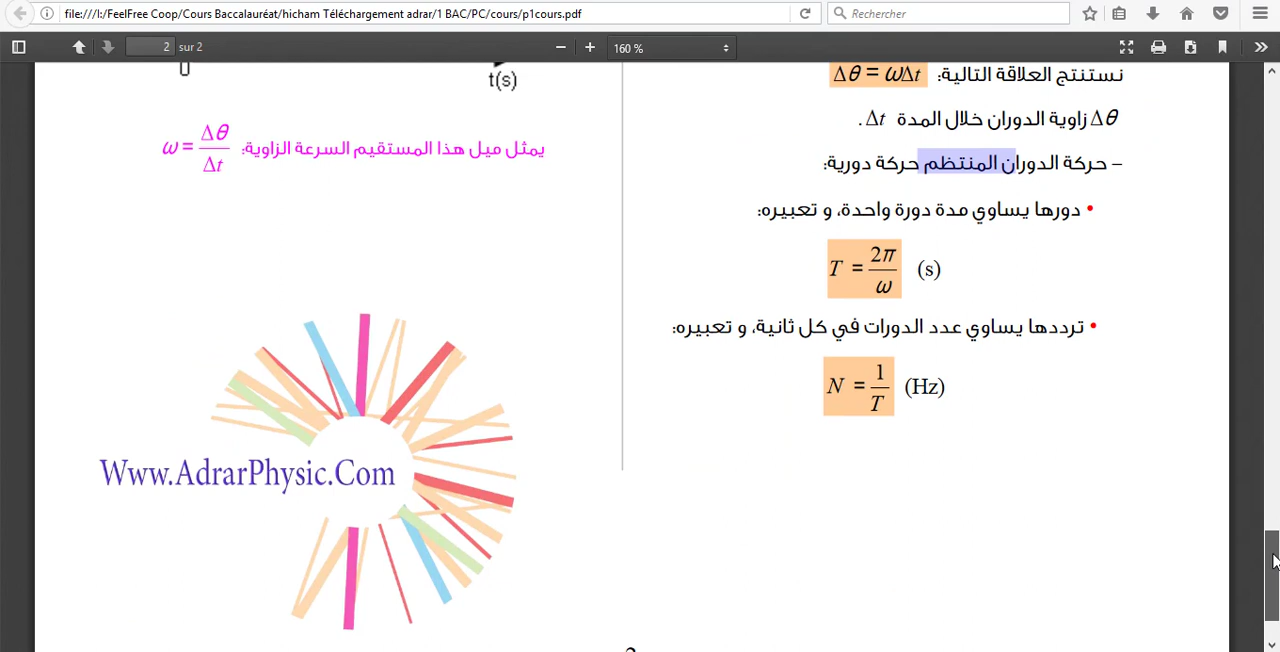 file:///I:/FeelFree Coop/Cours Baccalauréat/hicham Téléchargement adrar/1 BAC/PC/cours/p1cours.pdf
Rechercher
2 sur 2
160 %
نستنتج العلاقة التالية: Δθ = ωΔt
Δθ زاوية الدوران خلال المدة Δt .
– حركة الدوران المنتظم حركة دورية:
• دورها يساوي مدة دورة واحدة، و تعبيره:
T = 2π/ω (s)
• ترددها يساوي عدد الدورات في كل ثانية، و تعبيره:
N = 1/T (Hz)
0
t(s)
يمثل ميل هذا المستقيم السرعة الزاوية: ω = Δθ/Δt
Www.AdrarPhysic.Com